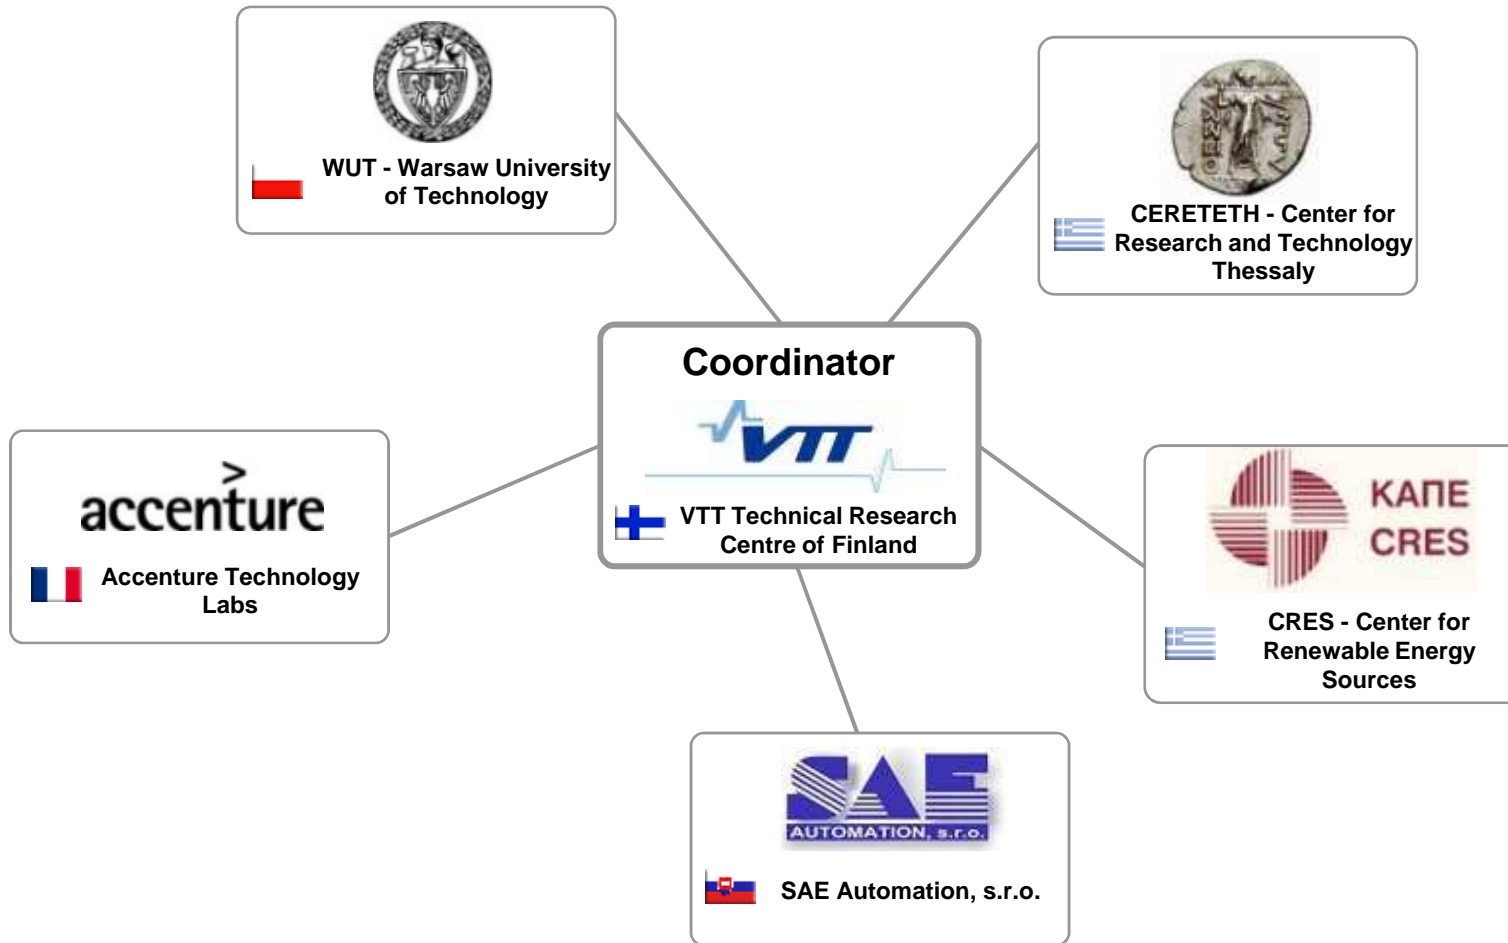 WUT - Warsaw University
of Technology
CERETETH - Center for
Research and Technology
Thessaly
Coordinator
VTT
VTT Technical Research
Centre of Finland
>
accenture
Accenture Technology
Labs
ΚΑΠΕ
CRES
CRES - Center for
Renewable Energy
Sources
SAE
AUTOMATION, s.r.o.
SAE Automation, s.r.o.